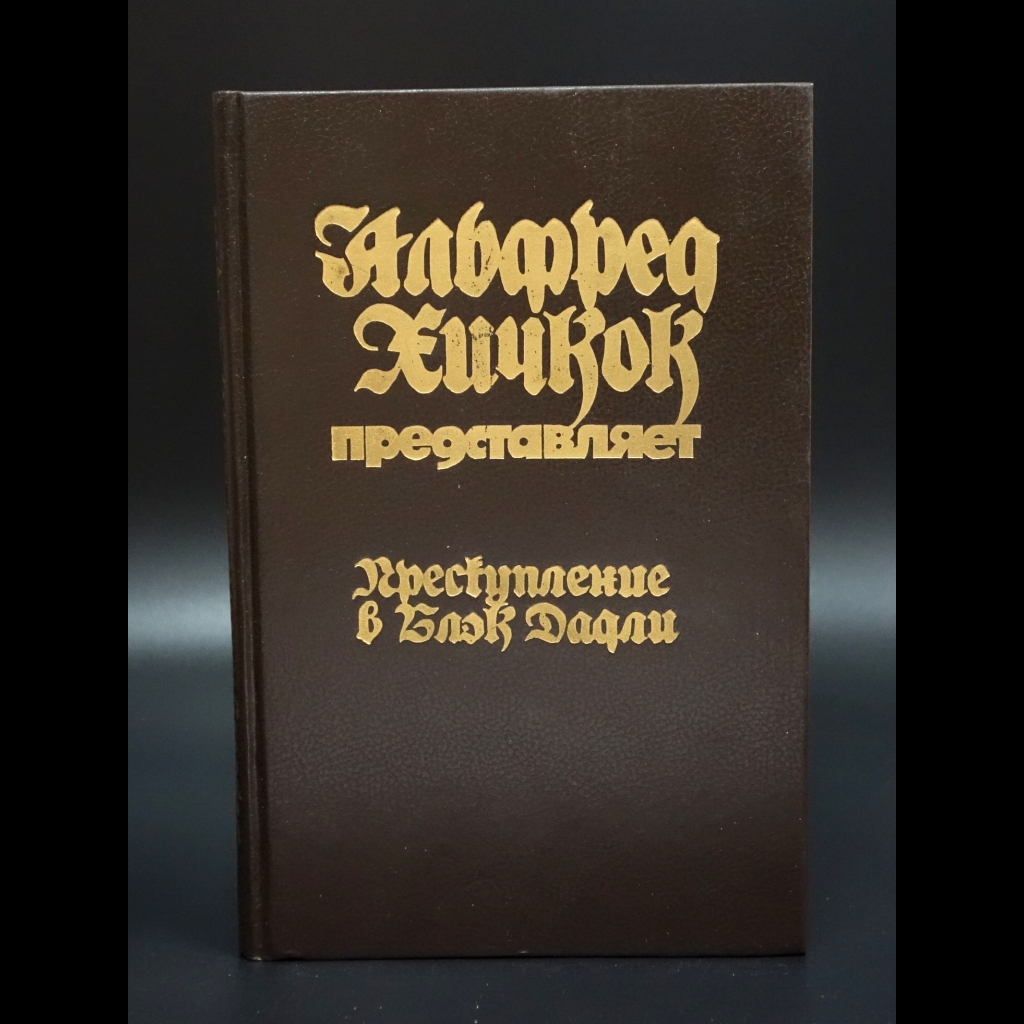 Альфред
Хичкок
представляет
Преступление
в Блэк Дадли